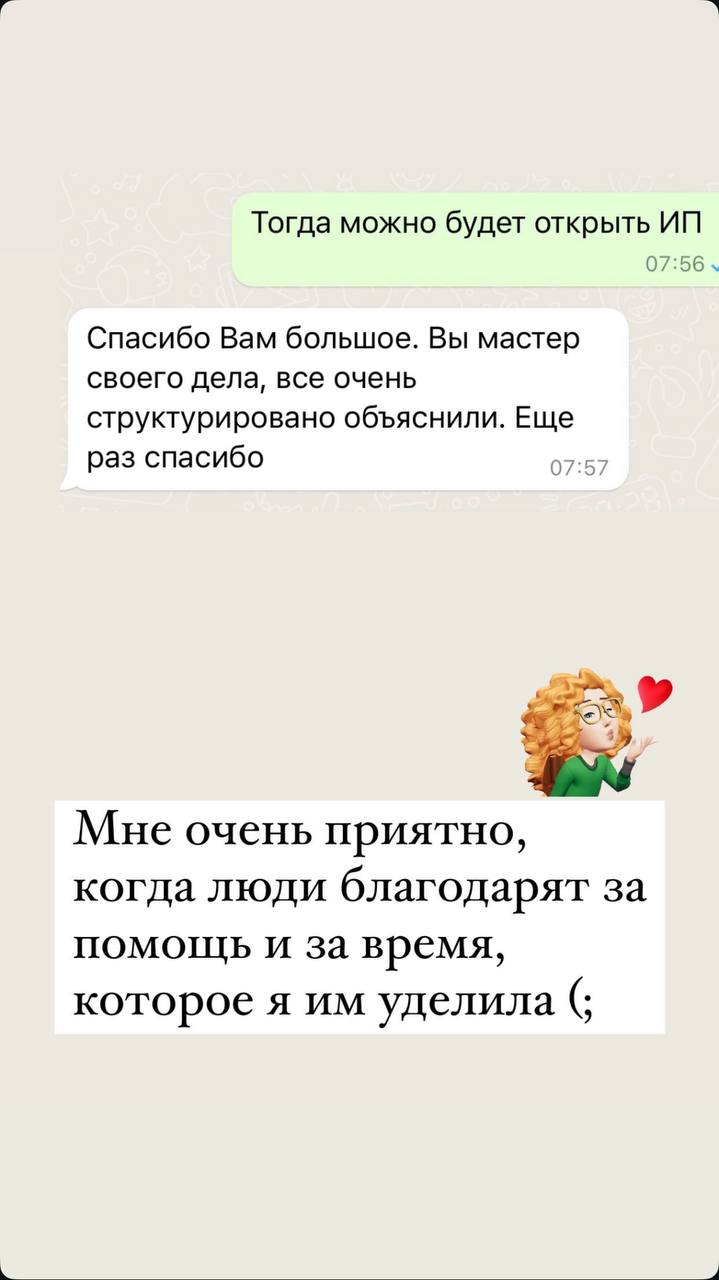 Тогда можно будет открыть ИП
07:56
Спасибо Вам большое. Вы мастер
своего дела, все очень
структурировано объяснили. Еще
раз спасибо
07:57
Мне очень приятно,
когда люди благодарят за
помощь и за время,
которое я им уделила (;